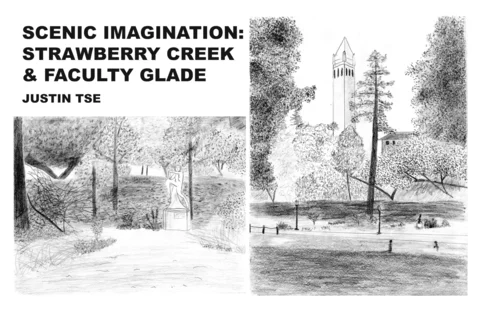 SCENIC IMAGINATION:
STRAWBERRY CREEK
& FACULTY GLADE
JUSTIN TSE